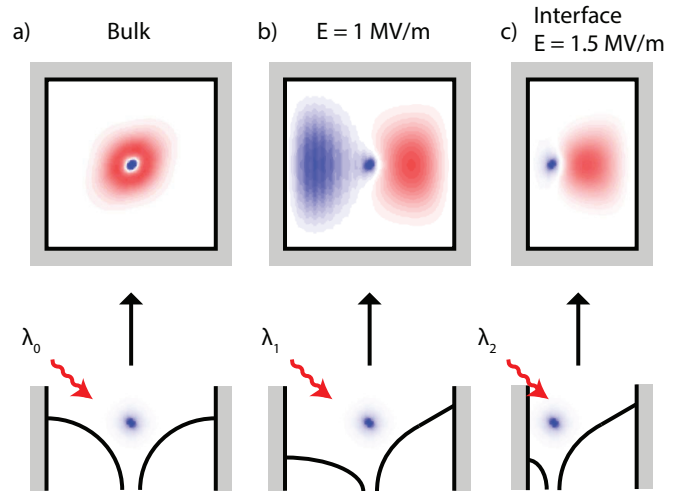 a) Bulk
b) E = 1 MV/m
c) Interface
E = 1.5 MV/m
λ₀
λ₁
λ₂